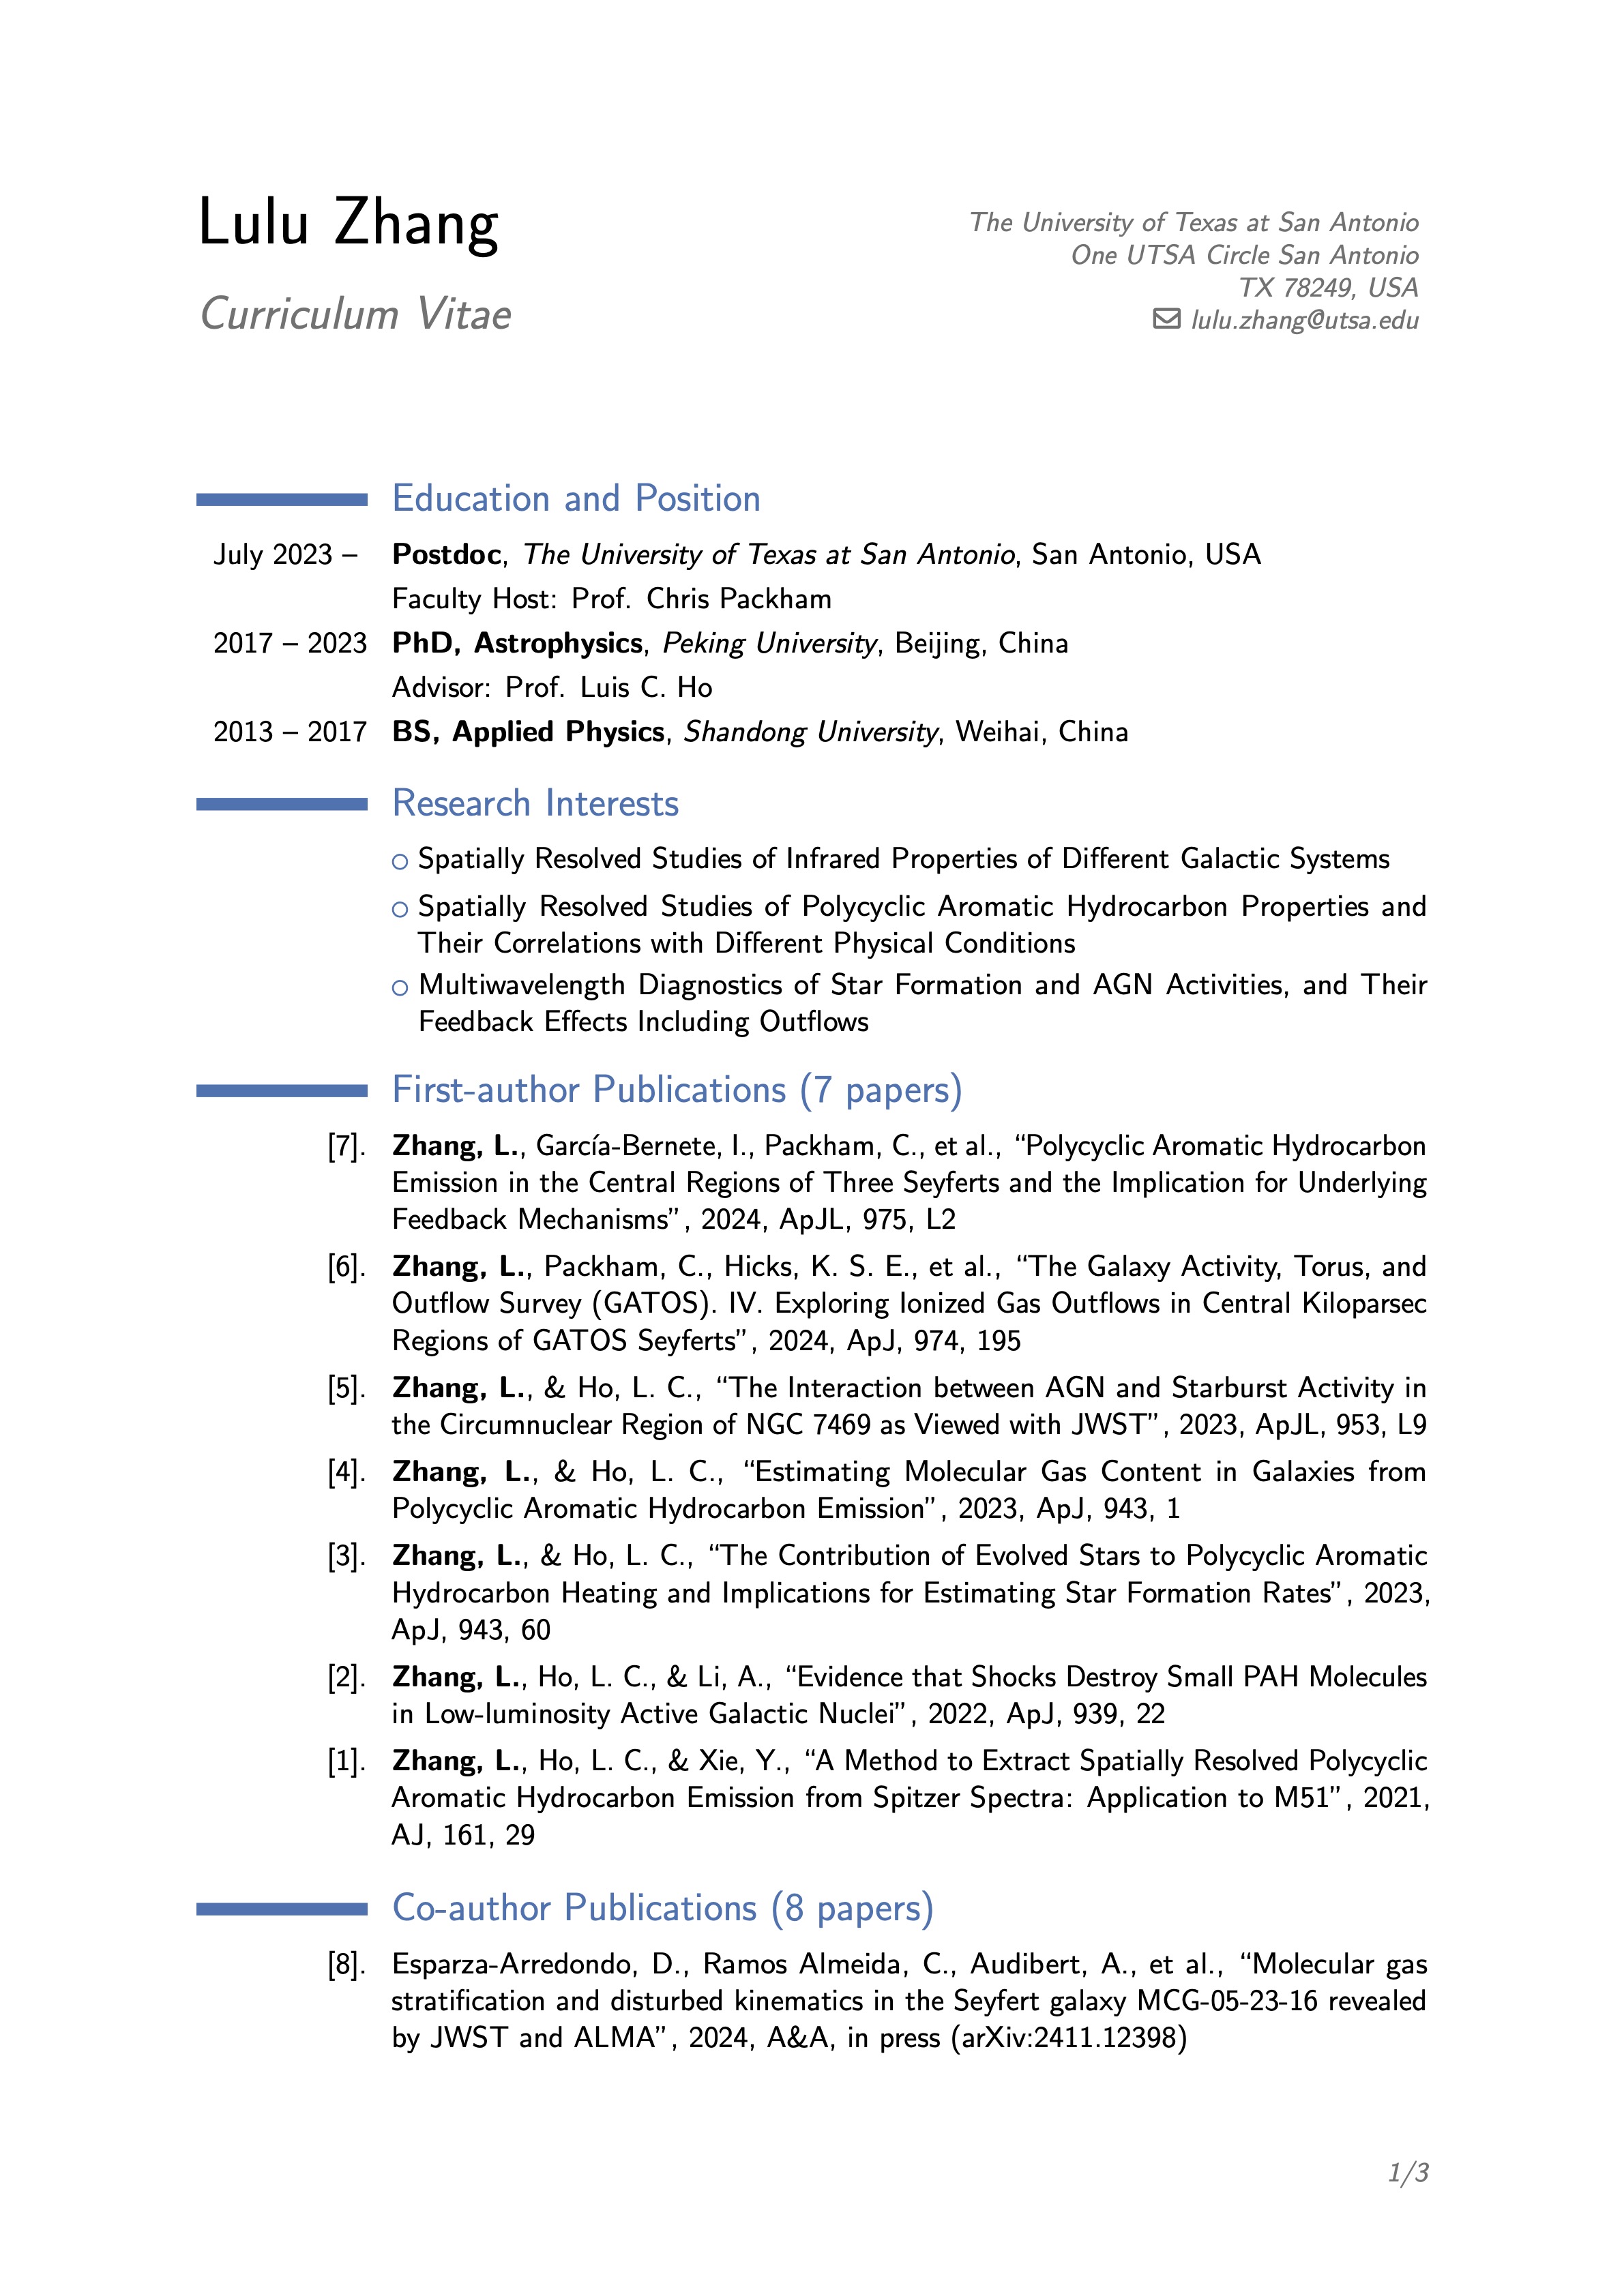 Lulu Zhang
Curriculum Vitae
The University of Texas at San Antonio
One UTSA Circle San Antonio
TX 78249, USA
lulu.zhang@utsa.edu
Education and Position
July 2023 – Postdoc, The University of Texas at San Antonio, San Antonio, USA
Faculty Host: Prof. Chris Packham
2017 – 2023 PhD, Astrophysics, Peking University, Beijing, China
Advisor: Prof. Luis C. Ho
2013 – 2017 BS, Applied Physics, Shandong University, Weihai, China
Research Interests
○ Spatially Resolved Studies of Infrared Properties of Different Galactic Systems
○ Spatially Resolved Studies of Polycyclic Aromatic Hydrocarbon Properties and
Their Correlations with Different Physical Conditions
○ Multiwavelength Diagnostics of Star Formation and AGN Activities, and Their
Feedback Effects Including Outflows
First-author Publications (7 papers)
[7]. Zhang, L., García-Bernete, I., Packham, C., et al., “Polycyclic Aromatic Hydrocarbon
Emission in the Central Regions of Three Seyferts and the Implication for Underlying
Feedback Mechanisms”, 2024, ApJL, 975, L2
[6]. Zhang, L., Packham, C., Hicks, K. S. E., et al., “The Galaxy Activity, Torus, and
Outflow Survey (GATOS). IV. Exploring Ionized Gas Outflows in Central Kiloparsec
Regions of GATOS Seyferts”, 2024, ApJ, 974, 195
[5]. Zhang, L., & Ho, L. C., “The Interaction between AGN and Starburst Activity in
the Circumnuclear Region of NGC 7469 as Viewed with JWST”, 2023, ApJL, 953, L9
[4]. Zhang, L., & Ho, L. C., “Estimating Molecular Gas Content in Galaxies from
Polycyclic Aromatic Hydrocarbon Emission”, 2023, ApJ, 943, 1
[3]. Zhang, L., & Ho, L. C., “The Contribution of Evolved Stars to Polycyclic Aromatic
Hydrocarbon Heating and Implications for Estimating Star Formation Rates”, 2023,
ApJ, 943, 60
[2]. Zhang, L., Ho, L. C., & Li, A., “Evidence that Shocks Destroy Small PAH Molecules
in Low-luminosity Active Galactic Nuclei”, 2022, ApJ, 939, 22
[1]. Zhang, L., Ho, L. C., & Xie, Y., “A Method to Extract Spatially Resolved Polycyclic
Aromatic Hydrocarbon Emission from Spitzer Spectra: Application to M51”, 2021,
AJ, 161, 29
Co-author Publications (8 papers)
[8]. Esparza-Arredondo, D., Ramos Almeida, C., Audibert, A., et al., “Molecular gas
stratification and disturbed kinematics in the Seyfert galaxy MCG-05-23-16 revealed
by JWST and ALMA”, 2024, A&A, in press (arXiv:2411.12398)
1/3